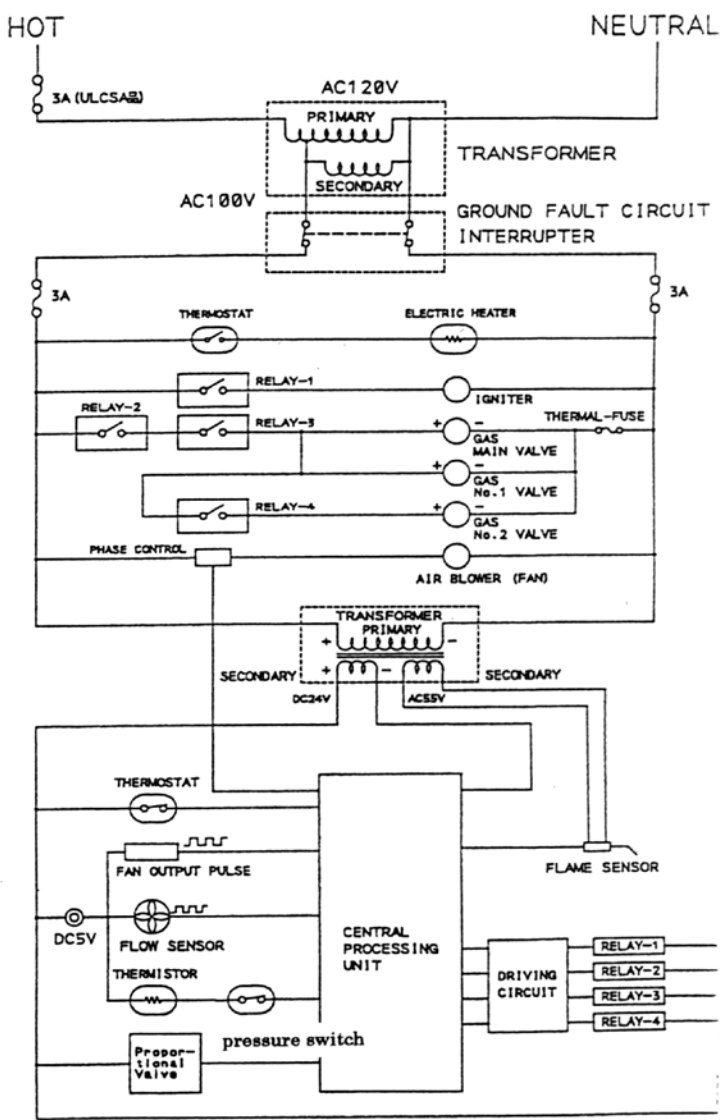 HOT
NEUTRAL
3A (ULCSA品)
AC120V
PRIMARY
TRANSFORMER
SECONDARY
AC100V
GROUND FAULT CIRCUIT
INTERRUPTER
3A
3A
THERMOSTAT
ELECTRIC HEATER
RELAY-1
IGNITER
RELAY-2
RELAY-3
THERMAL-FUSE
+ -
GAS
MAIN VALVE
+ -
GAS
No.1 VALVE
RELAY-4
+ -
GAS
No.2 VALVE
PHASE CONTROL
AIR BLOWER (FAN)
TRANSFORMER
PRIMARY
+ -
SECONDARY
+ -
SECONDARY
DC24V
AC55V
THERMOSTAT
FAN OUTPUT PULSE
FLAME SENSOR
DC5V
FLOW SENSOR
CENTRAL
PROCESSING
UNIT
DRIVING
CIRCUIT
RELAY-1
RELAY-2
RELAY-3
RELAY-4
THERMISTOR
pressure switch
Propor-
tional
Valve